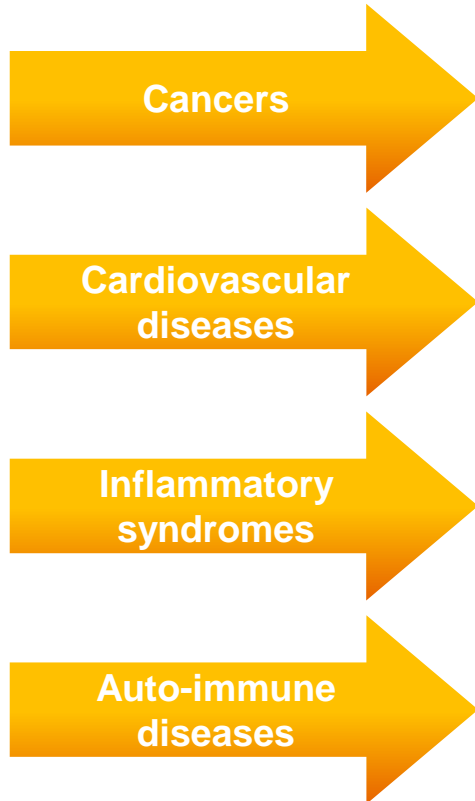 Cancers
Cardiovascular
diseases
Inflammatory
syndromes
Auto-immune
diseases